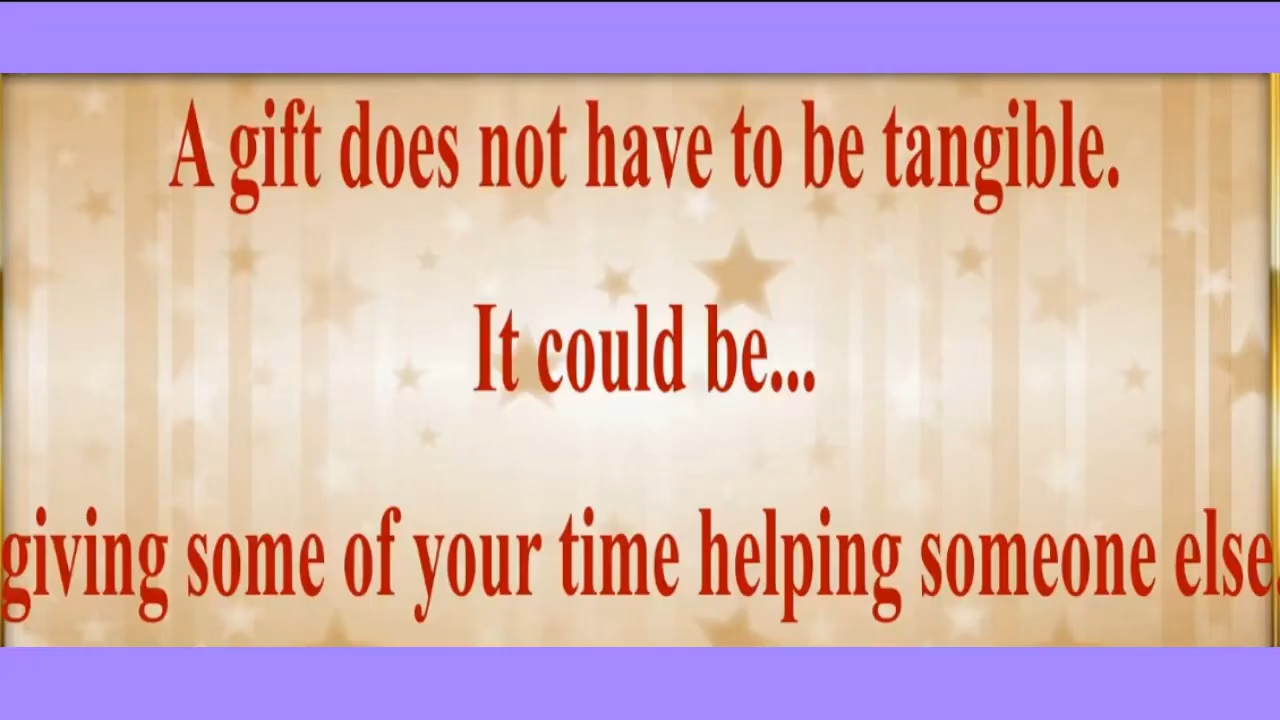 A gift does not have to be tangible.
It could be...
giving some of your time helping someone else.